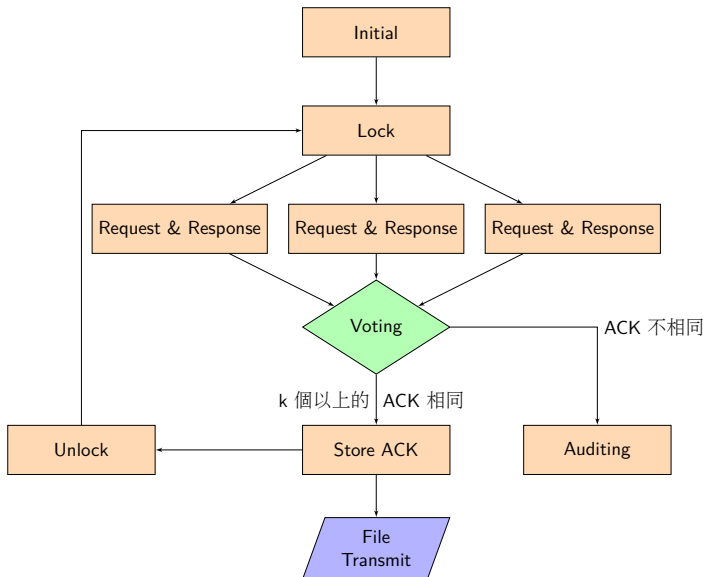 Initial
Lock
Request & Response
Request & Response
Request & Response
Voting
ACK 不相同
k 個以上的 ACK 相同
Unlock
Store ACK
Auditing
File
Transmit